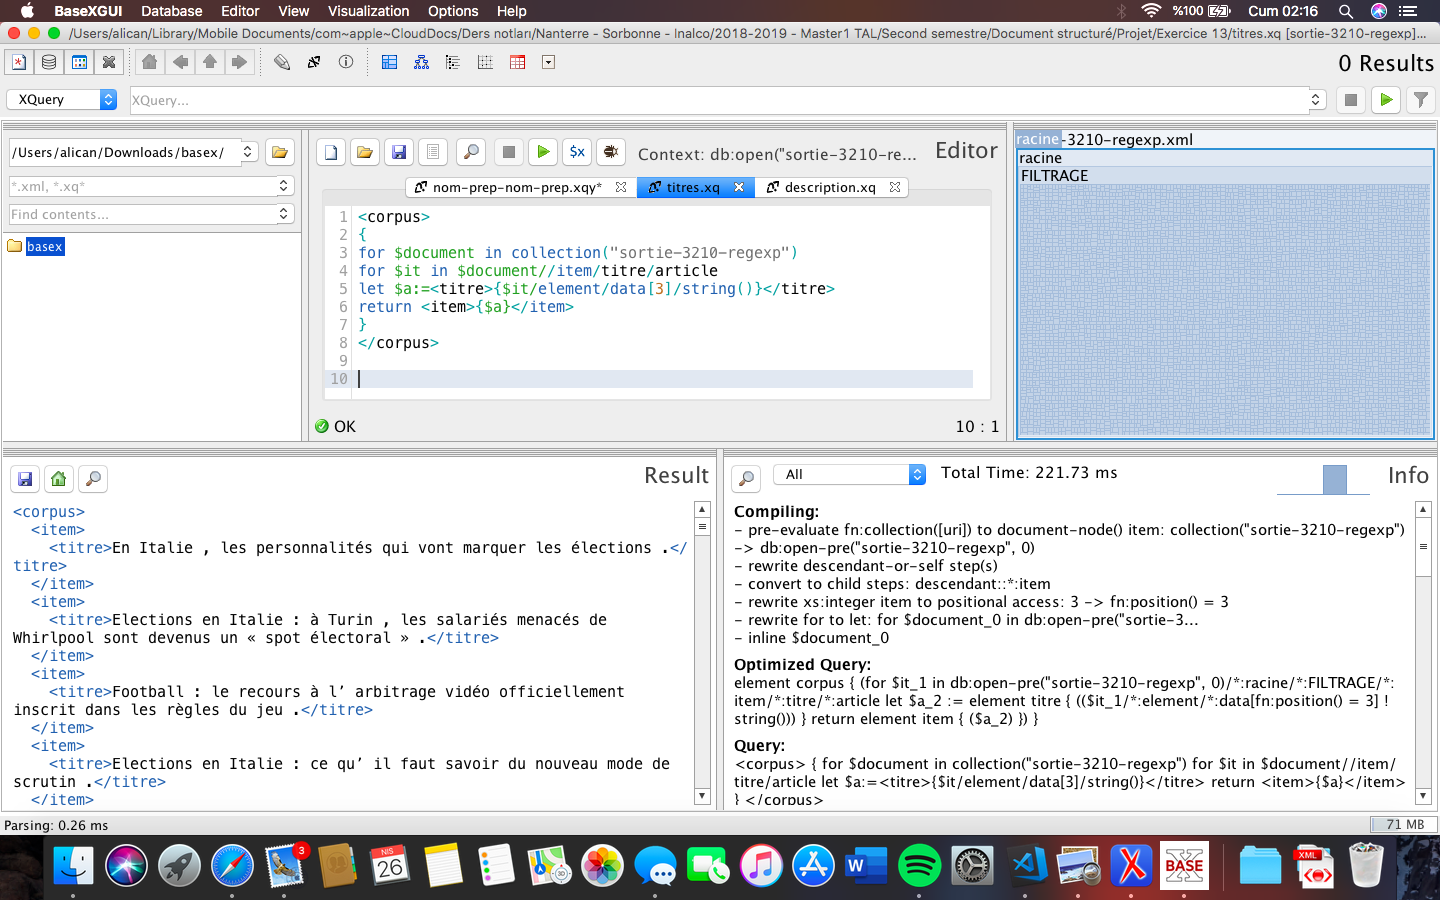 BaseXGUI Database Editor View Visualization Options Help %100 Cum 02:16
/Users/alican/Library/Mobile Documents/com~apple~CloudDocs/Ders notları/Nanterre - Sorbonne - Inalco/2018-2019 - Master1 TAL/Second semestre/Document structuré/Projet/Exercice 13/titres.xq [sortie-3210-regexp]...
0 Results
XQuery XQuery...
/Users/alican/Downloads/basex/
*.xml, *.xq*
Find contents...
basex
$x Context: db:open("sortie-3210-re... Editor
nom-prep-nom-prep.xqy* titres.xq description.xq
1 <corpus>
2 {
3 for $document in collection("sortie-3210-regexp")
4 for $it in $document//item/titre/article
5 let $a:=<titre>{$it/element/data[3]/string()}</titre>
6 return <item>{$a}</item>
7 }
8 </corpus>
9
10
OK 10 : 1
racine-3210-regexp.xml
racine
FILTRAGE
Result
<corpus>
<item>
<titre>En Italie , les personnalités qui vont marquer les élections .</
titre>
</item>
<item>
<titre>Elections en Italie : à Turin , les salariés menacés de
Whirlpool sont devenus un « spot électoral » .</titre>
</item>
<item>
<titre>Football : le recours à l’ arbitrage vidéo officiellement
inscrit dans les règles du jeu .</titre>
</item>
<item>
<titre>Elections en Italie : ce qu’ il faut savoir du nouveau mode de
scrutin .</titre>
</item>
All Total Time: 221.73 ms Info
Compiling:
- pre-evaluate fn:collection([uri]) to document-node() item: collection("sortie-3210-regexp")
-> db:open-pre("sortie-3210-regexp", 0)
- rewrite descendant-or-self step(s)
- convert to child steps: descendant::*:item
- rewrite xs:integer item to positional access: 3 -> fn:position() = 3
- rewrite for to let: for $document_0 in db:open-pre("sortie-3...
- inline $document_0
Optimized Query:
element corpus { (for $it_1 in db:open-pre("sortie-3210-regexp", 0)/*:racine/*:FILTRAGE/*:
item/*:titre/*:article let $a_2 := element titre { (($it_1/*:element/*:data[fn:position() = 3] !
string())) } return element item { ($a_2) }) }
Query:
<corpus> { for $document in collection("sortie-3210-regexp") for $it in $document//item/
titre/article let $a:=<titre>{$it/element/data[3]/string()}</titre> return <item>{$a}</item>
} </corpus>
Parsing: 0.26 ms 71 MB
3
NİS
26
3D
W
X
BASE
X
XML